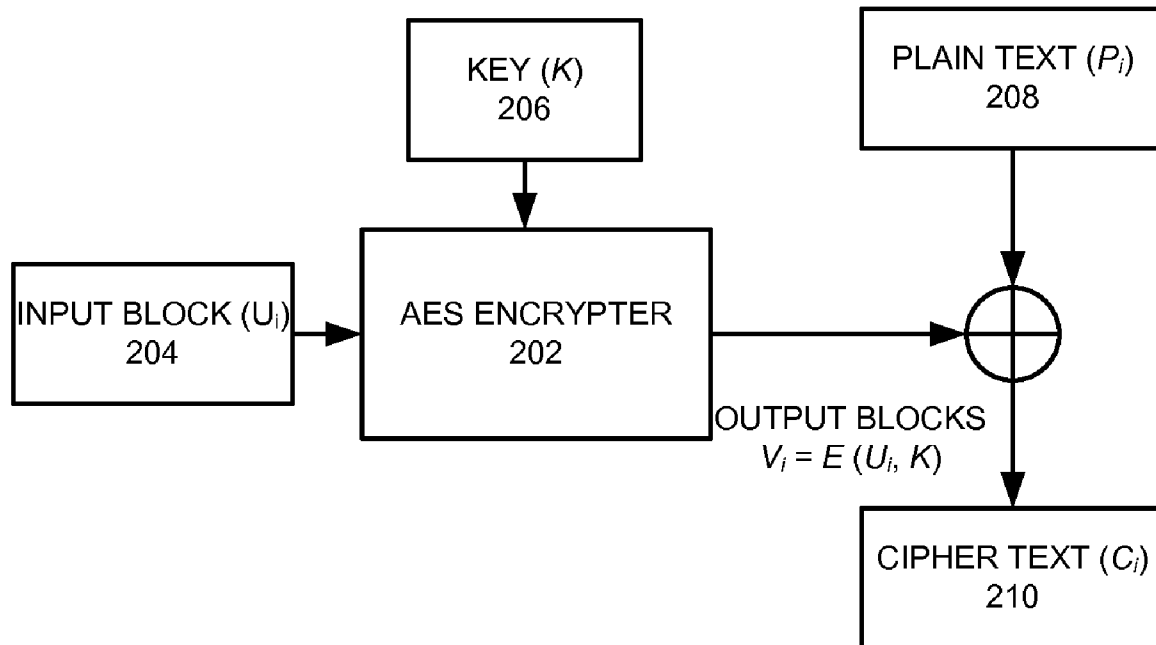 KEY (K)
206
PLAIN TEXT (Pi)
208
INPUT BLOCK (Ui)
204
AES ENCRYPTER
202
OUTPUT BLOCKS
Vi = E (Ui, K)
CIPHER TEXT (Ci)
210